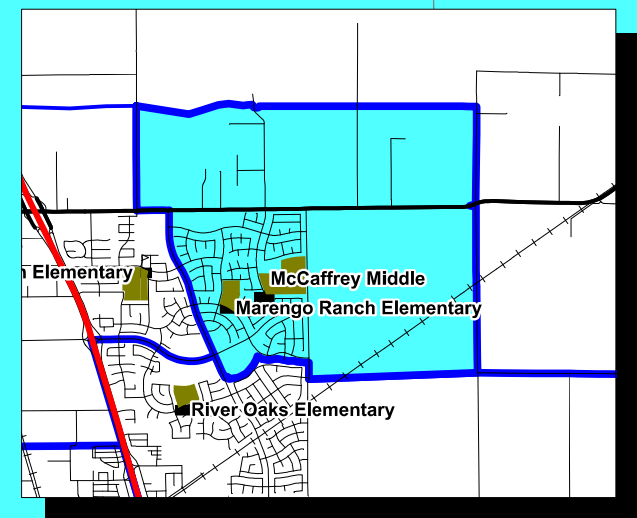 n Elementary
McCaffrey Middle
Marengo Ranch Elementary
River Oaks Elementary